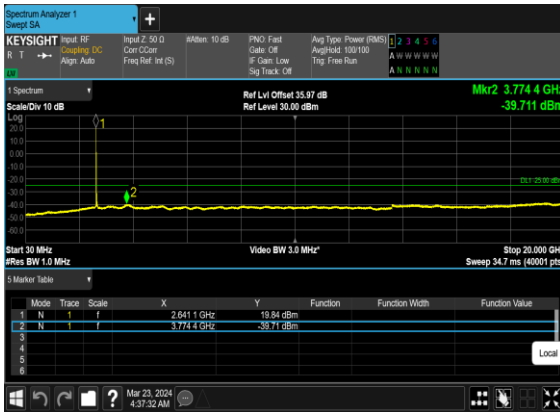 Spectrum Analyzer 1
Swept SA
+
KEYSIGHT Input: RF Input Z: 50 Ω #Atten: 10 dB PNO: Fast Avg Type: Power (RMS) 1 2 3 4 5 6
R T Coupling: DC Corr CCorr Gate: Off Avg|Hold: 100/100 A W W W W W
Align: Auto Freq Ref: Int (S) IF Gain: Low Trig: Free Run
Sig Track: Off A N N N N N
1 Spectrum Ref Lvl Offset 35.97 dB Mkr2 3.774 4 GHz
Scale/Div 10 dB Ref Level 30.00 dBm -39.711 dBm
Log
1
20.0
10.0
0.00
-10.0
-20.0
DL1 -25.00 dBm
-30.0
2
-40.0
-50.0
-60.0
Start 30 MHz Video BW 3.0 MHz* Stop 20.000 GH
#Res BW 1.0 MHz Sweep 34.7 ms (40001 pts
5 Marker Table
Mode Trace Scale X Y Function Function Width Function Value
1 N 1 f 2.641 1 GHz 19.84 dBm
2 N 1 f 3.774 4 GHz -39.71 dBm
3
4
5
6
Local
? Mar 23, 2024
4:37:32 AM